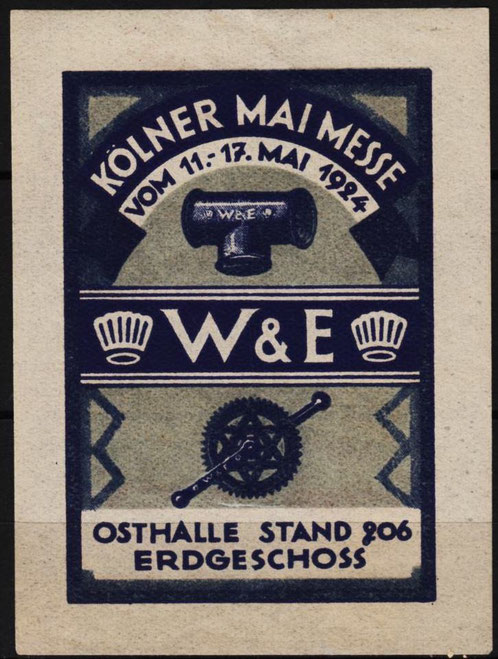 KÖLNER MAI MESSE
VOM 11.-17. MAI 1924
W&E
W & E
OSTHALLE STAND 206
ERDGESCHOSS